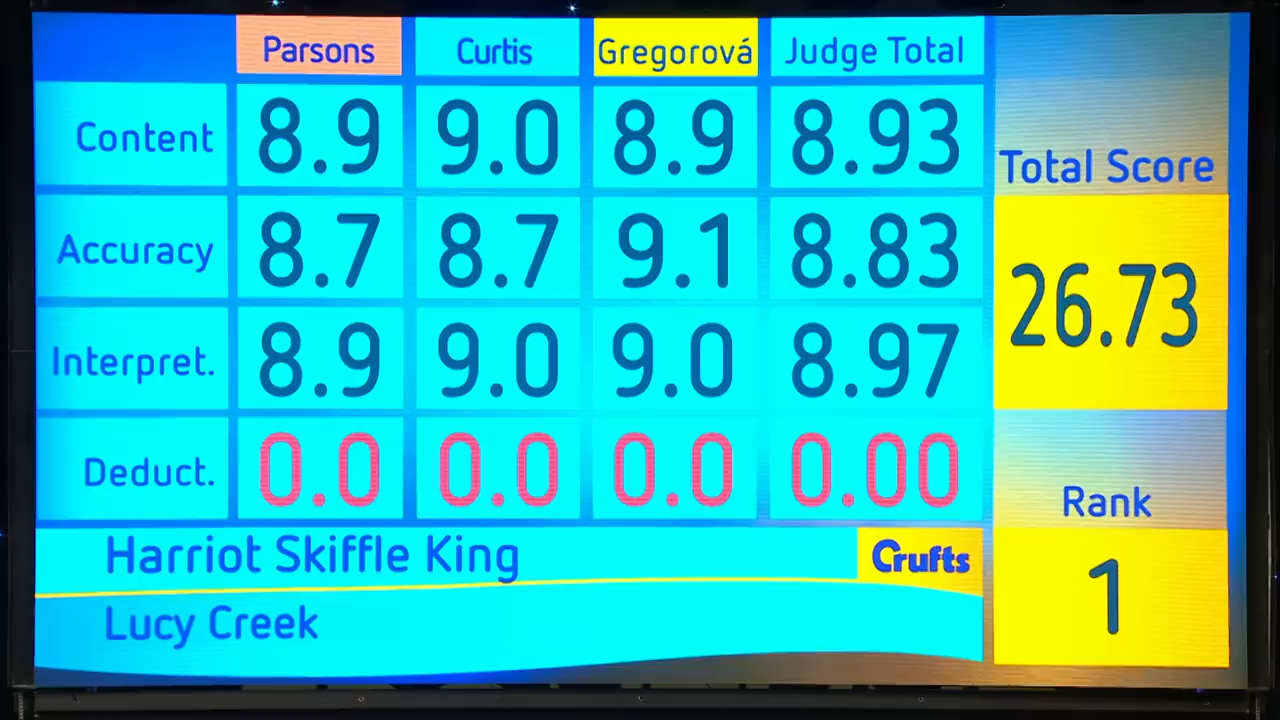 Parsons Curtis Gregorová Judge Total
Content 8.9 9.0 8.9 8.93
Total Score
Accuracy 8.7 8.7 9.1 8.83
26.73
Interpret. 8.9 9.0 9.0 8.97
Deduct. 0.0 0.0 0.0 0.00
Rank
Harriot Skiffle King
Crufts
1
Lucy Creek